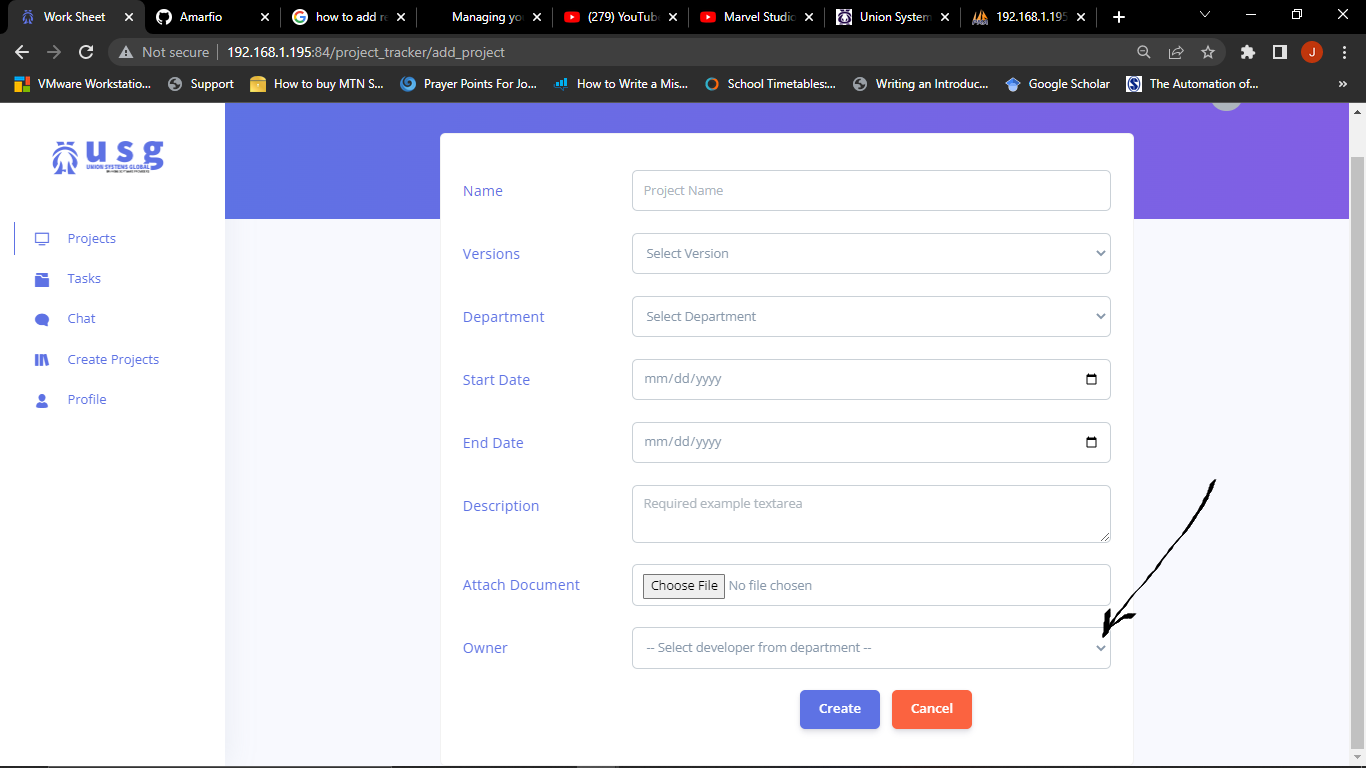 Work Sheet
Amarfio
how to add re
Managing you
(279) YouTube
Marvel Studio
Union System
192.168.1.195
Not secure
192.168.1.195:84/project_tracker/add_project
J
VMware Workstatio...
Support
How to buy MTN S...
Prayer Points For Jo...
How to Write a Mis...
School Timetables:...
Writing an Introduc...
Google Scholar
The Automation of...
»
usg
UNION SYSTEMS GLOBAL
Projects
Tasks
Chat
Create Projects
Profile
Name
Project Name
Versions
Select Version
Department
Select Department
Start Date
mm/dd/yyyy
End Date
mm/dd/yyyy
Description
Required example textarea
Attach Document
Choose File
No file chosen
Owner
-- Select developer from department --
Create
Cancel